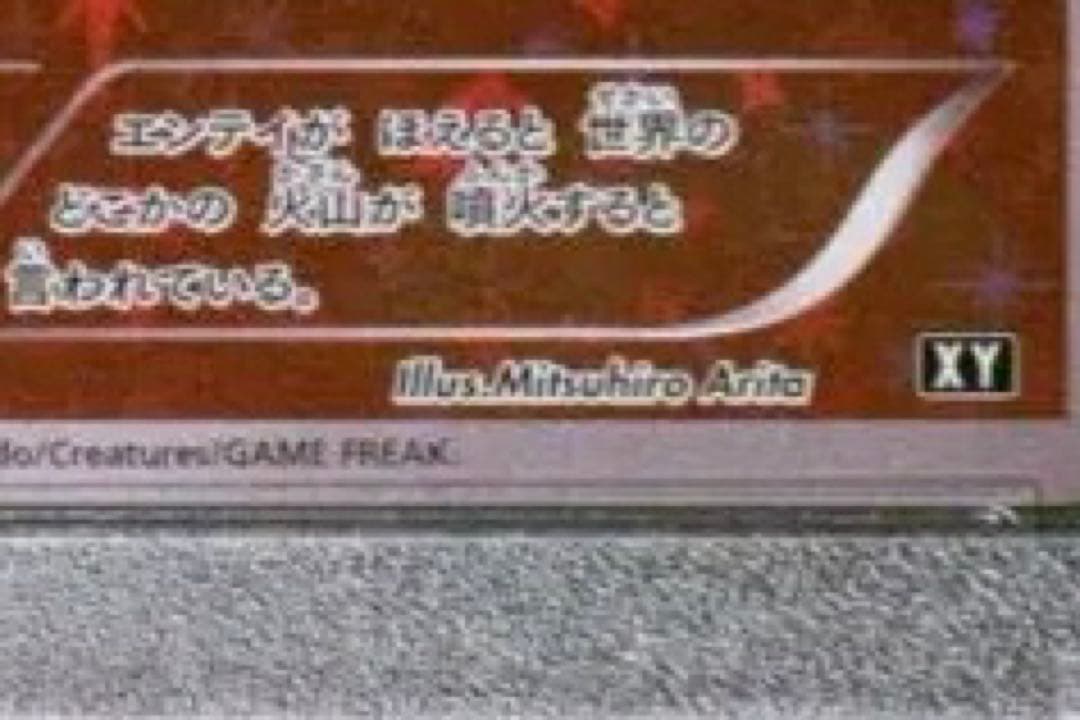 エンテイが ほえると 世界の
どこかの 火山が 噴火すると
言われている。
Illus.Mitsuhiro Arita
XY
do/Creatures/GAME FREAK.